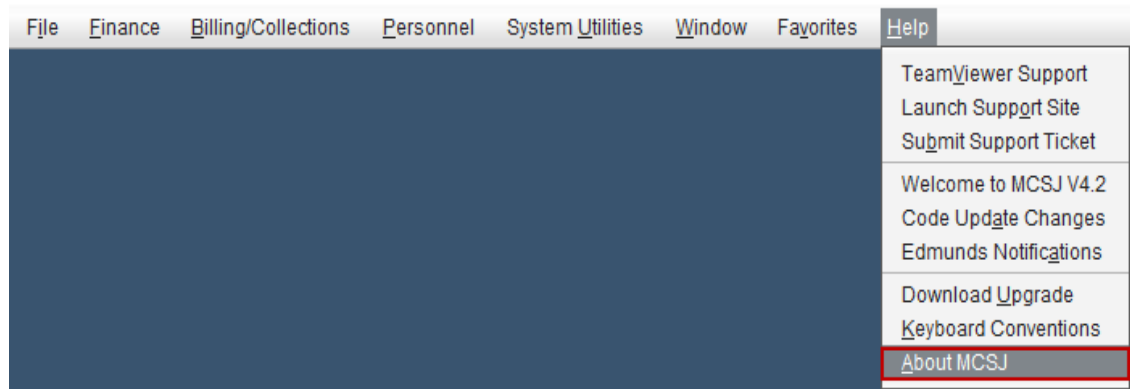 File Finance Billing/Collections Personnel System Utilities Window Favorites Help
TeamViewer Support
Launch Support Site
Submit Support Ticket
Welcome to MCSJ V4.2
Code Update Changes
Edmunds Notifications
Download Upgrade
Keyboard Conventions
About MCSJ